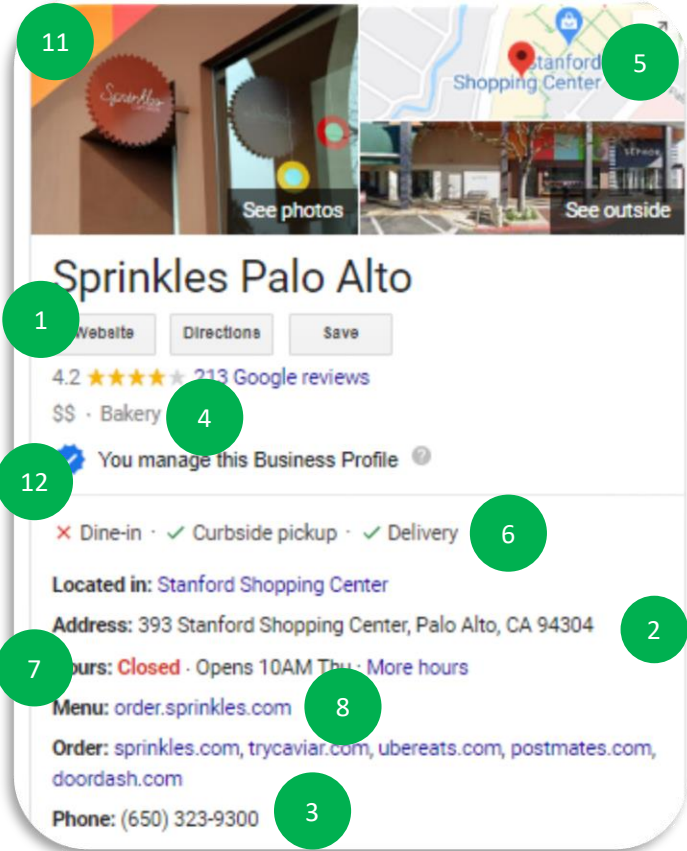 11
Sprinkles
Stanford
Shopping Center
5
SEPHORA
See photos
See outside
Sprinkles Palo Alto
1
Website Directions Save
4.2 213 Google reviews
$$ · Bakery
4
You manage this Business Profile ?
12
× Dine-in · ✓ Curbside pickup · ✓ Delivery
6
Located in: Stanford Shopping Center
Address: 393 Stanford Shopping Center, Palo Alto, CA 94304
2
7
Hours: Closed · Opens 10AM Thu · More hours
Menu: order.sprinkles.com
8
Order: sprinkles.com, trycaviar.com, ubereats.com, postmates.com,
doordash.com
Phone: (650) 323-9300
3